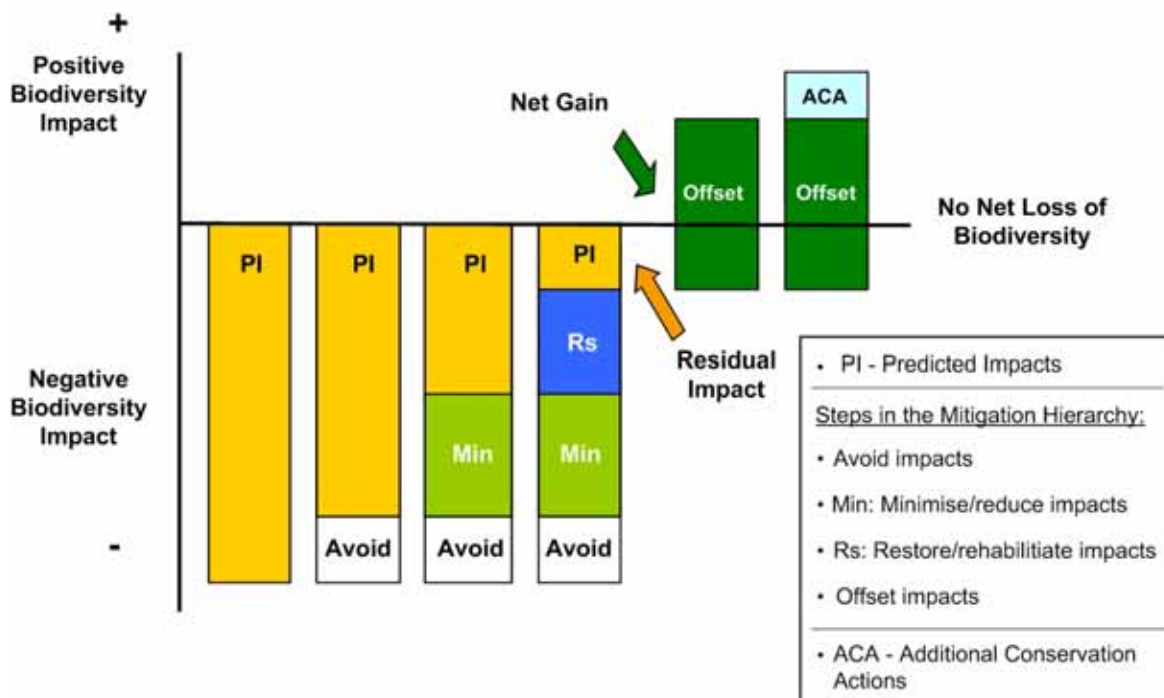 +
Positive
Biodiversity
Impact
Net Gain
ACA
Offset
Offset
No Net Loss of
Biodiversity
PI
PI
PI
PI
Rs
Residual
Impact
Negative
Biodiversity
Impact
Min
Min
-
Avoid
Avoid
Avoid
• PI - Predicted Impacts
Steps in the Mitigation Hierarchy:
• Avoid impacts
• Min: Minimise/reduce impacts
• Rs: Restore/rehabilitiate impacts
• Offset impacts
• ACA - Additional Conservation
Actions